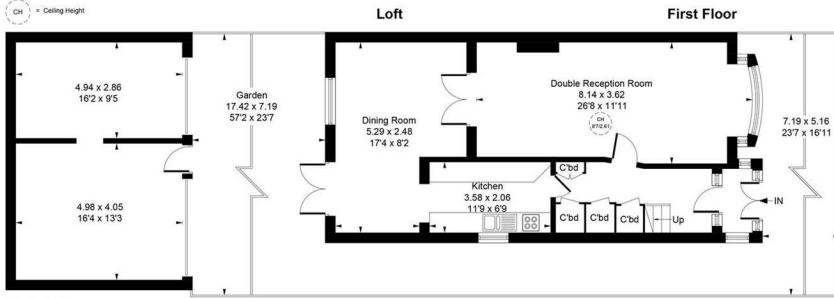 CH = Ceiling Height
Loft
First Floor
4.94 x 2.86
16'2 x 9'5
Garden
17.42 x 7.19
57'2 x 23'7
Dining Room
5.29 x 2.48
17'4 x 8'2
Double Reception Room
8.14 x 3.62
26'8 x 11'11
CH
8'7/2.61
7.19 x 5.16
23'7 x 16'11
4.98 x 4.05
16'4 x 13'3
Kitchen
3.58 x 2.06
11'9 x 6'9
C'bd
C'bd
C'bd
C'bd
Up
IN